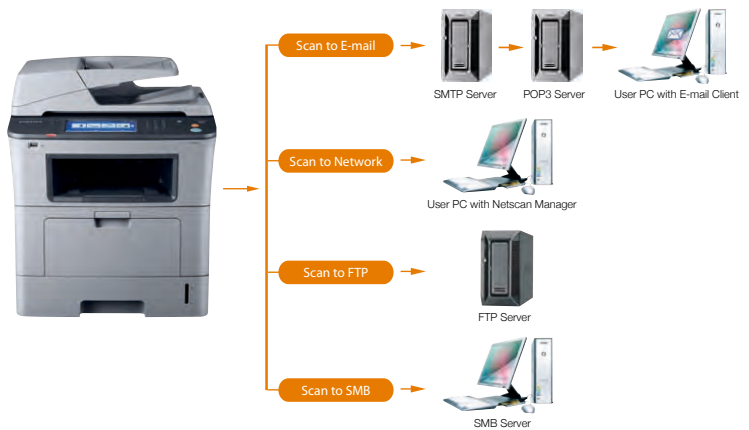 Scan to E-mail
SMTP Server
POP3 Server
User PC with E-mail Client
Scan to Network
User PC with Netscan Manager
Scan to FTP
FTP Server
Scan to SMB
SMB Server